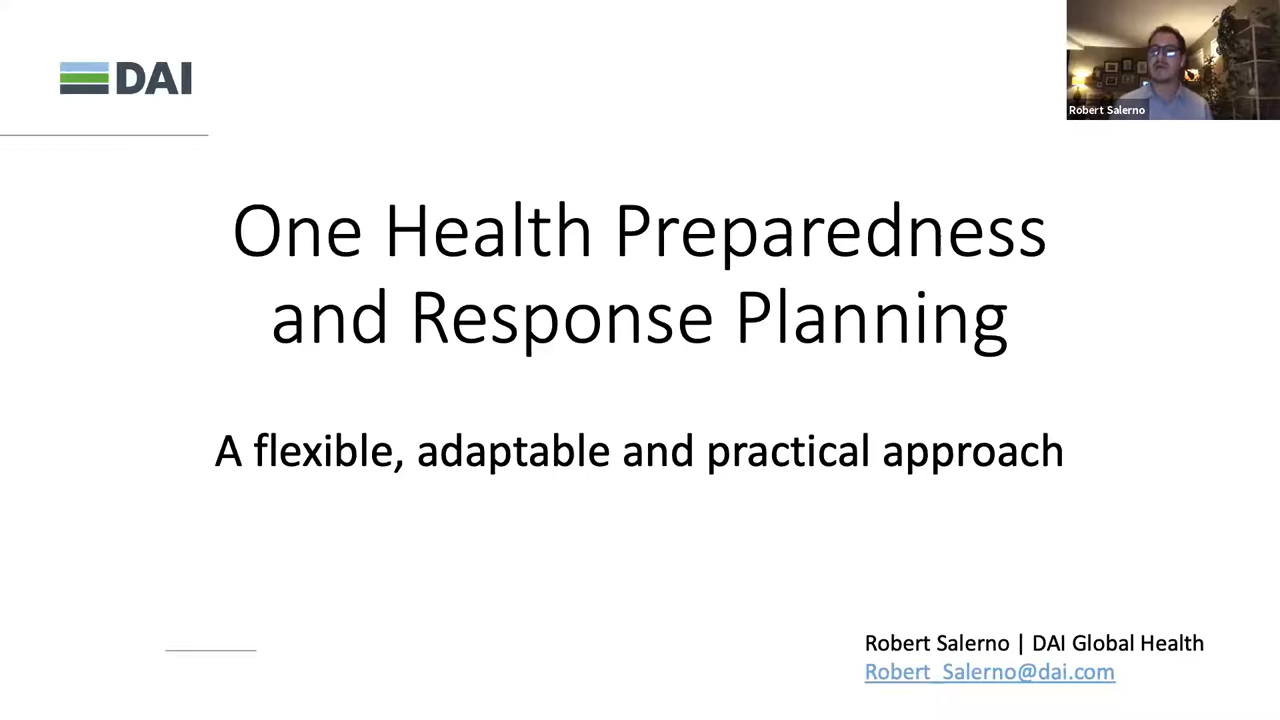 DAI
Robert Salerno
One Health Preparedness
and Response Planning
A flexible, adaptable and practical approach
Robert Salerno | DAI Global Health
Robert_Salerno@dai.com